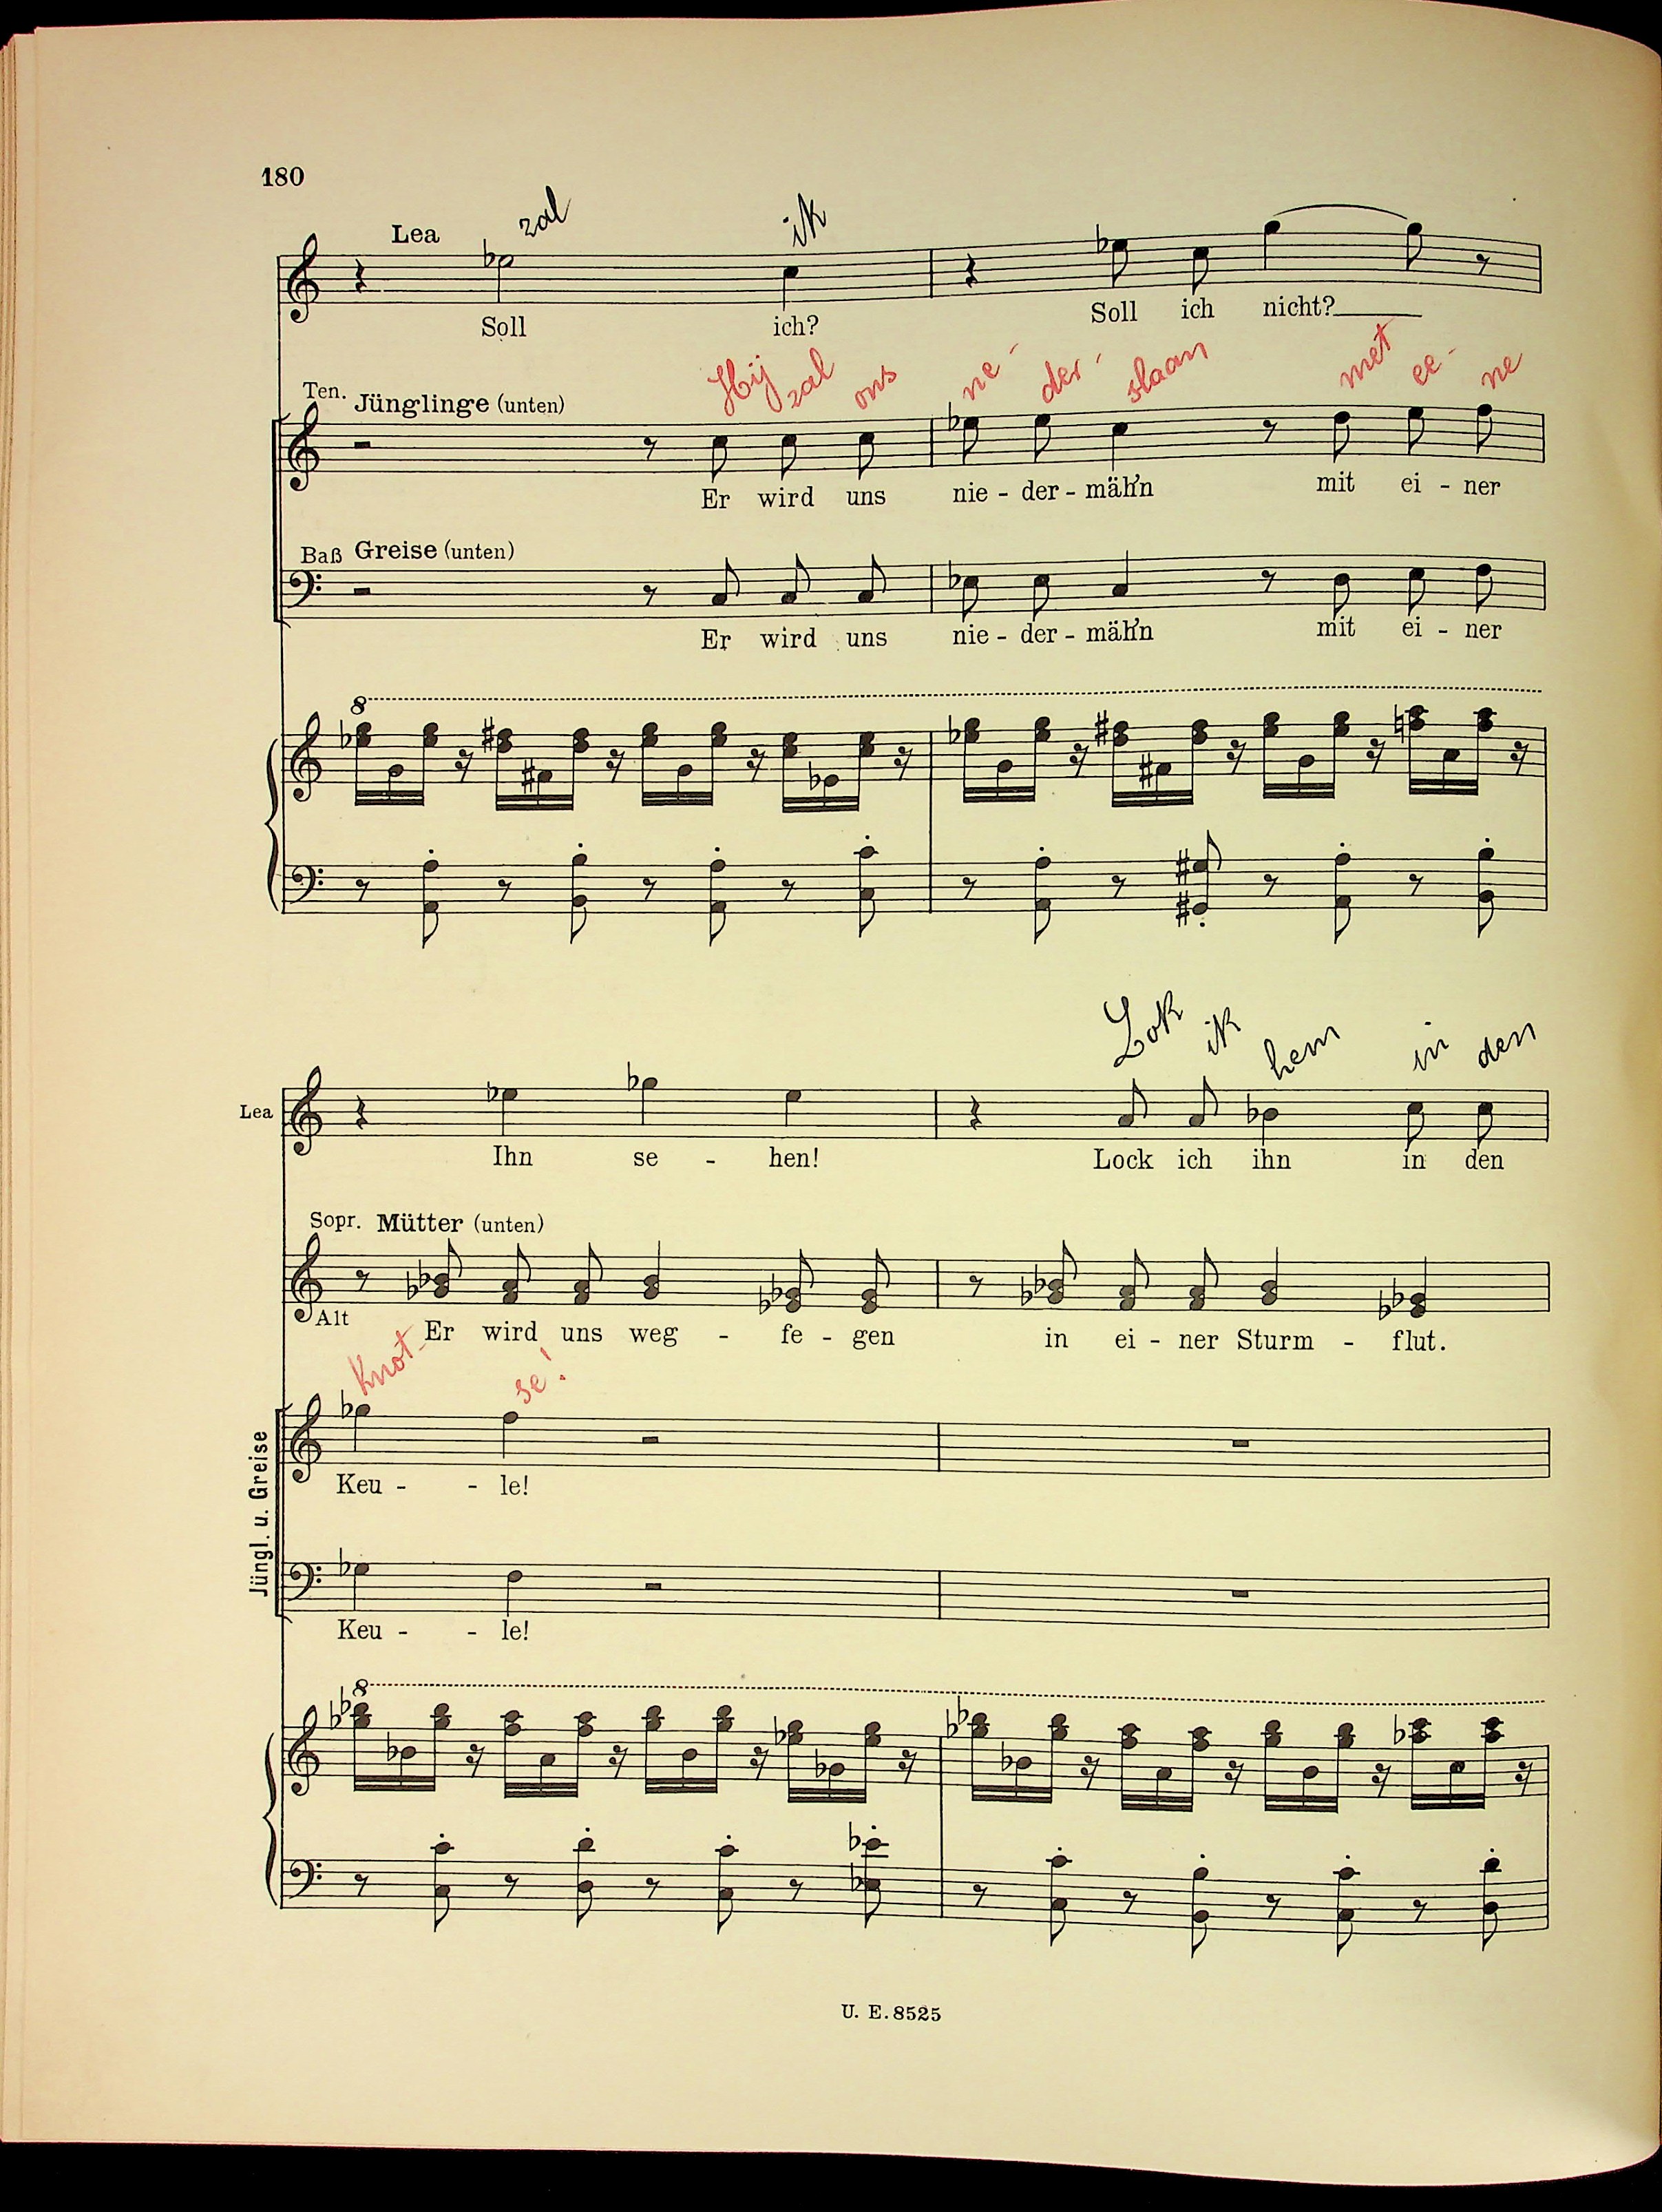 180
Lea zal ik
Soll ich? Soll ich nicht?
Hij zal ons ne- der- slaan met ee- ne
Ten. Jünglinge (unten)
Er wird uns nie - der - mäh'n mit ei - ner
Baß Greise (unten)
Er wird uns nie - der - mäh'n mit ei - ner
8
Lok ik hem in den
Lea
Ihn se - hen! Lock ich ihn in den
Sopr. Mütter (unten)
Alt
Er wird uns weg - fe - gen in ei - ner Sturm - flut.
Knot- se!
Jüngl. u. Greise
Keu - - le!
Keu - - le!
8
U. E. 8525